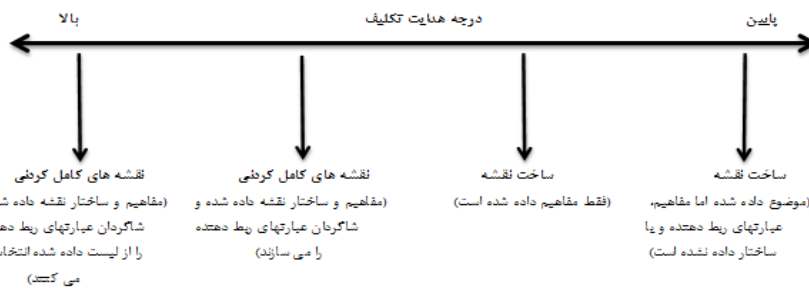 پایین
درجه هدایت تکلیف
بالا
ساخت نقشه
(موضوع داده شده اما مفاهیم،
عبارتهای ربط دهنده و یا
ساختار داده نشده است)
ساخت نقشه
(فقط مفاهیم داده شده است)
نقشه های کامل کردنی
(مفاهیم و ساختار نقشه داده شده و
شاگردان عبارتهای ربط دهنده
را می سازند)
نقشه های کامل کردنی
(مفاهیم و ساختار نقشه داده
شاگردان عبارتهای ربط
را از لیست داده شده
می کنند)